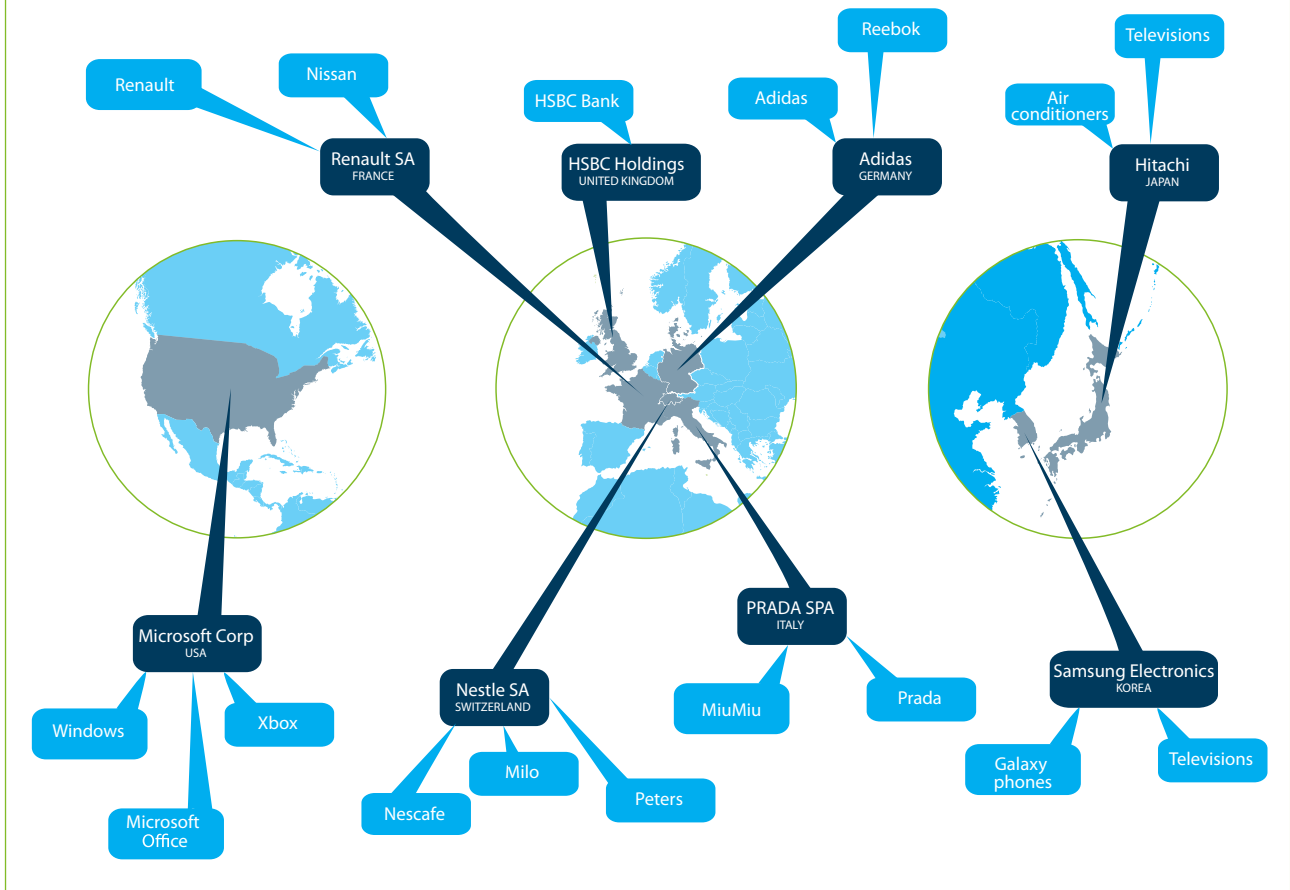 Reebok
Televisions
Nissan
Renault
HSBC Bank
Adidas
Air
conditioners
Renault SA
FRANCE
HSBC Holdings
UNITED KINGDOM
Adidas
GERMANY
Hitachi
JAPAN
Microsoft Corp
USA
PRADA SPA
ITALY
Nestle SA
SWITZERLAND
Samsung Electronics
KOREA
Windows
Xbox
MiuMiu
Prada
Milo
Galaxy
phones
Televisions
Peters
Nescafe
Microsoft
Office